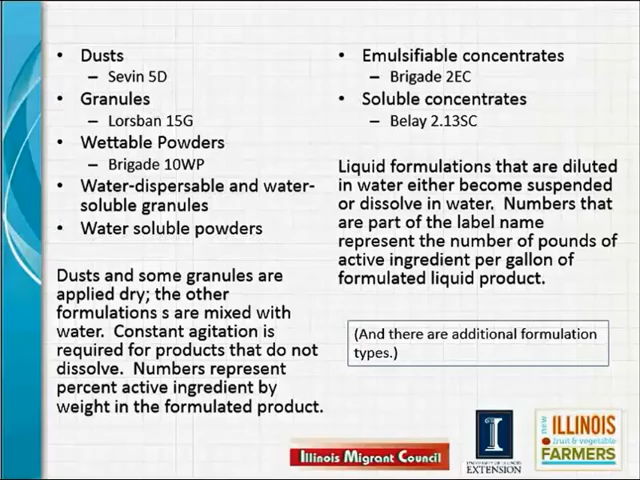 • Dusts
– Sevin 5D
• Granules
– Lorsban 15G
• Wettable Powders
– Brigade 10WP
• Water-dispersable and water-
soluble granules
• Water soluble powders
Dusts and some granules are
applied dry; the other
formulations s are mixed with
water. Constant agitation is
required for products that do not
dissolve. Numbers represent
percent active ingredient by
weight in the formulated product.
• Emulsifiable concentrates
– Brigade 2EC
• Soluble concentrates
– Belay 2.13SC
Liquid formulations that are diluted
in water either become suspended
or dissolve in water. Numbers that
are part of the label name
represent the number of pounds of
active ingredient per gallon of
formulated liquid product.
(And there are additional formulation
types.)
Illinois Migrant Council
I
UNIVERSITY OF ILLINOIS
EXTENSION
new
ILLINOIS
fruit & vegetable
FARMERS